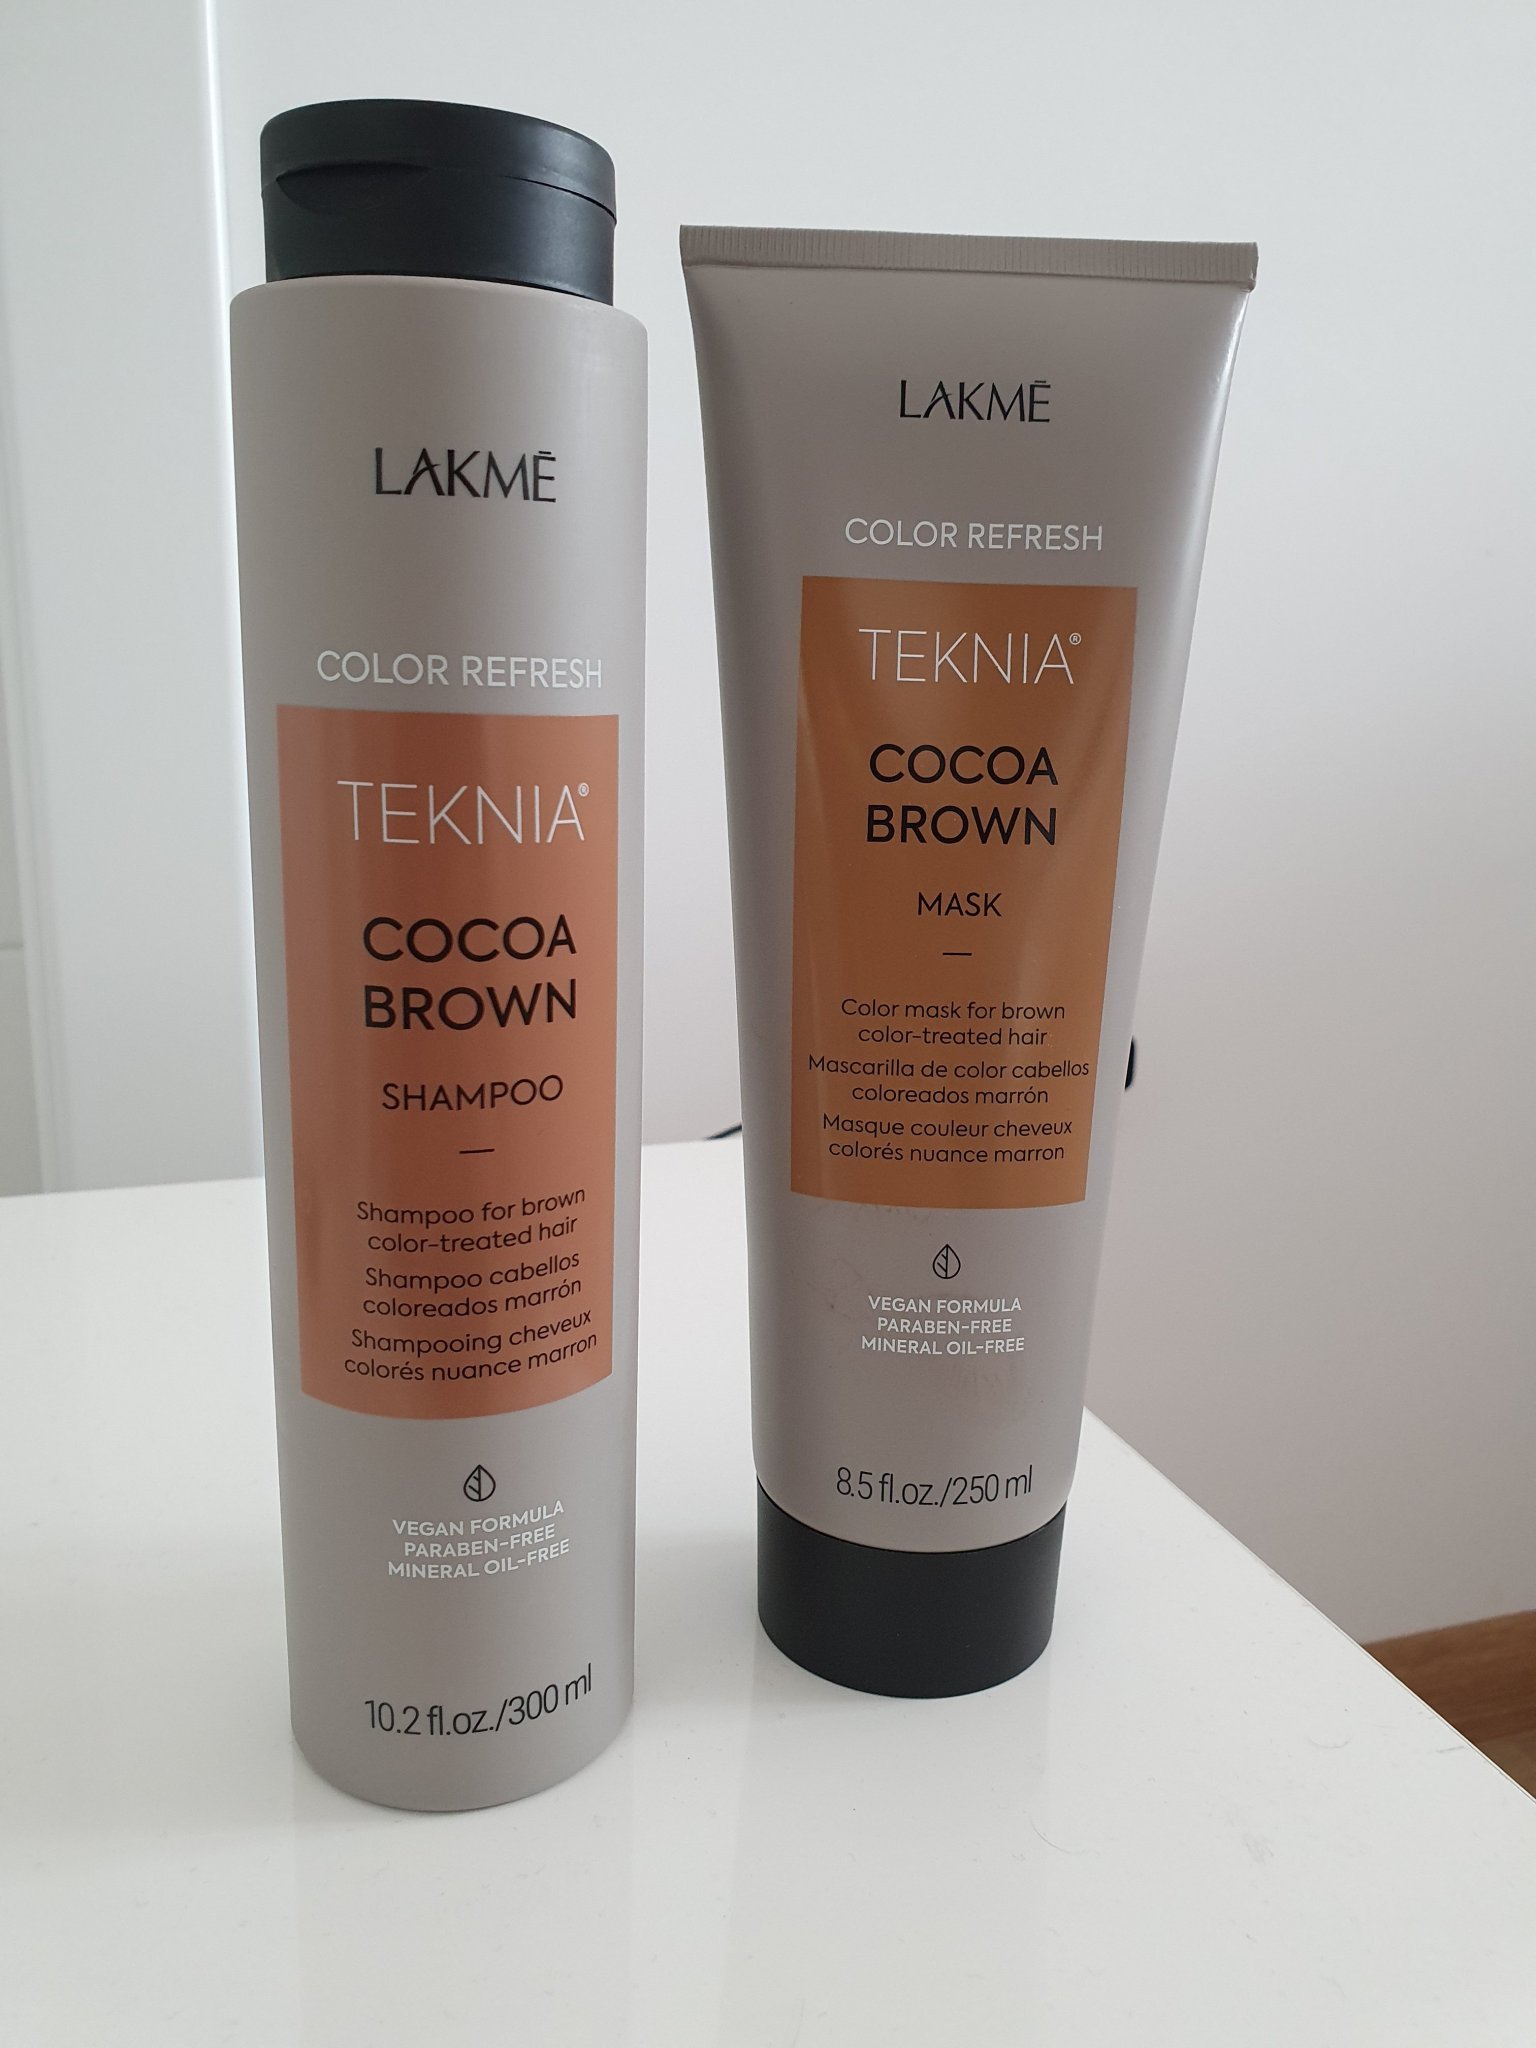 LAKMĒ
COLOR REFRESH
TEKNIA®
COCOA
BROWN
SHAMPOO
Shampoo for brown
color-treated hair
Shampoo cabellos
coloreados marrón
Shampooing cheveux
colorés nuance marron
VEGAN FORMULA
PARABEN-FREE
MINERAL OIL-FREE
10.2 fl.oz./300 ml
LAKMĒ
COLOR REFRESH
TEKNIA®
COCOA
BROWN
MASK
Color mask for brown
color-treated hair
Mascarilla de color cabellos
coloreados marrón
Masque couleur cheveux
colorés nuance marron
VEGAN FORMULA
PARABEN-FREE
MINERAL OIL-FREE
8.5 fl.oz./250 ml